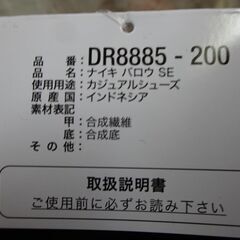 品番: DR8885-200
品名: ナイキ バロウ SE
使用用途: カジュアルシューズ
原産国: インドネシア
素材表記
甲: 合成繊維
底: 合成底
その他:
取扱説明書
ご使用前に必ずお読み下さい